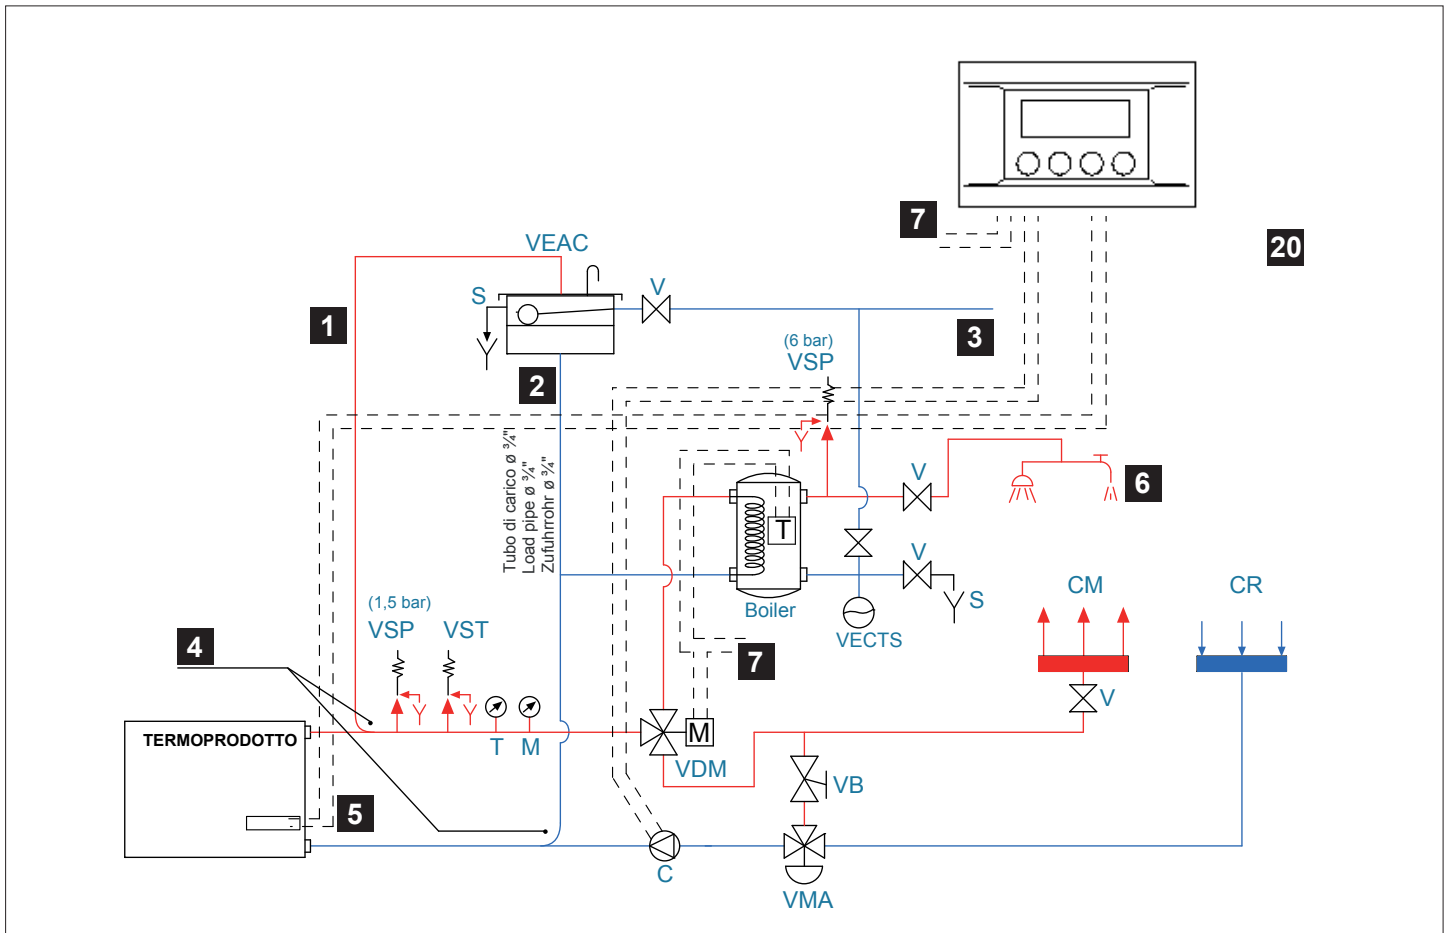 7
20
VEAC
S
V
1
3
(6 bar)
VSP
2
Tubo di carico ø ¾"
Load pipe ø ¾"
Zufuhrrohr ø ¾"
V
6
T
V
S
Boiler
VECTS
CM
CR
(1,5 bar)
VSP
VST
4
7
V
TERMOPRODOTTO
T
M
M
VDM
VB
5
C
VMA